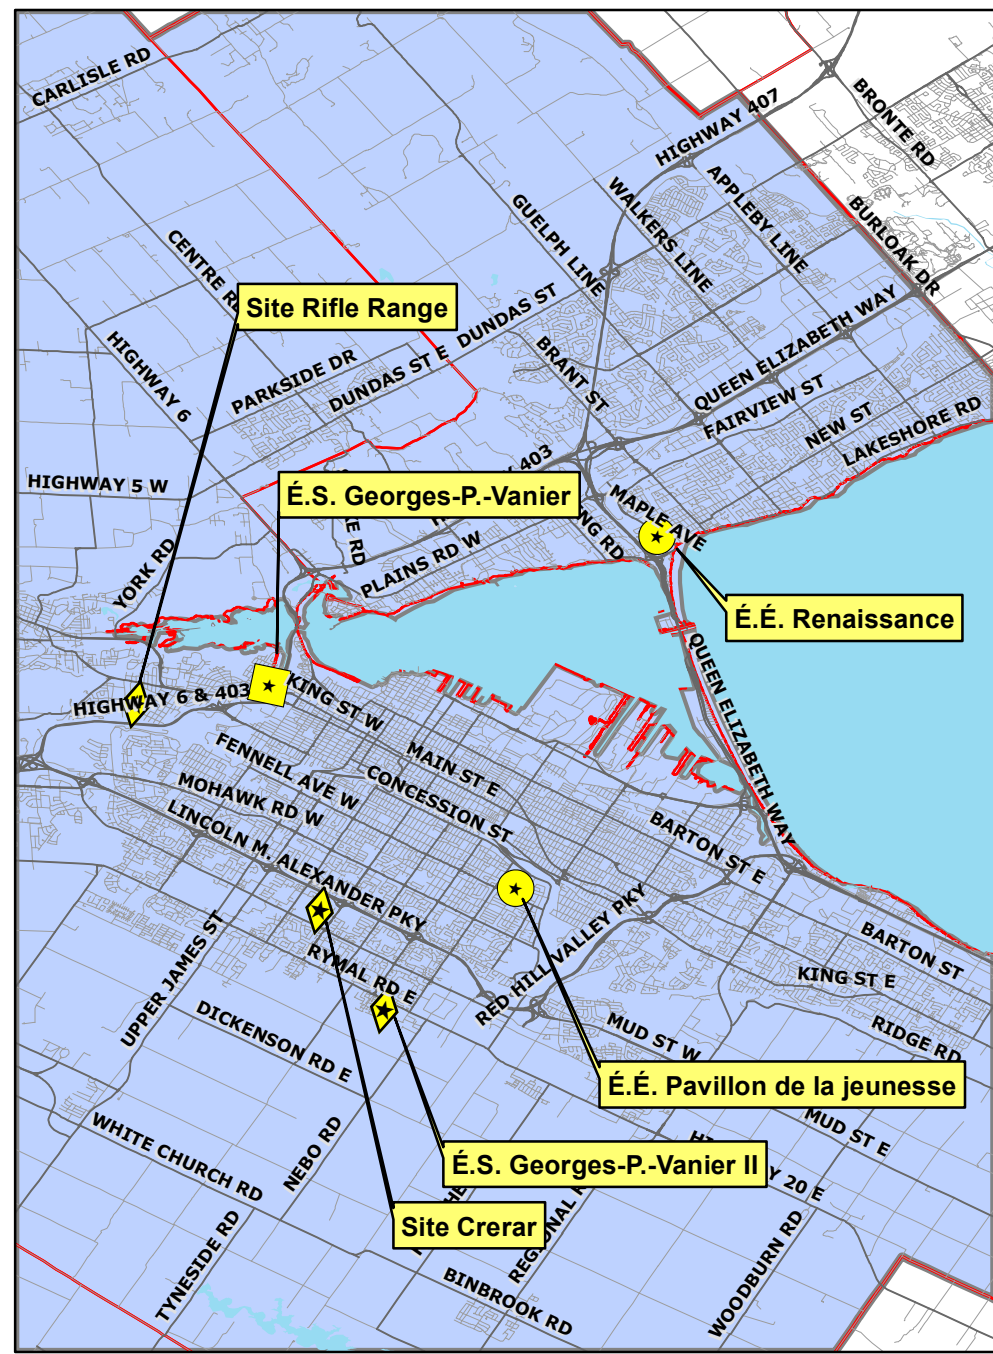 CARLISLE RD
HIGHWAY 407
BRONTE RD
APPLEBY LINE
WALKERS LINE
GUELPH LINE
BURLOAK DR
CENTRE
Site Rifle Range
DUNDAS ST
QUEEN ELIZABETH WAY
HIGHWAY 6
PARKSIDE DR
DUNDAS ST E
BRANT ST
FAIRVIEW ST
NEW ST
LAKESHORE RD
HIGHWAY 5 W
403
É.S. Georges-P.-Vanier
MAPLE AVE
RD
RD
PLAINS RD W
YORK RD
É.É. Renaissance
HIGHWAY 6 & 403
KING ST W
QUEEN ELIZABETH WAY
FENNELL AVE W
MAIN ST E
MOHAWK RD W
CONCESSION ST
LINCOLN M. ALEXANDER PKY
BARTON ST E
RED HILL VALLEY PKY
BARTON ST
UPPER JAMES ST
RYMAL RD E
KING ST E
DICKENSON RD E
MUD ST W
RIDGE RD
É.É. Pavillon de la jeunesse
MUD ST E
WHITE CHURCH RD
NEBO RD
É.S. Georges-P.-Vanier II
20 E
Site Crerar
TYNESIDE RD
BINBROOK RD
WOODBURN RD